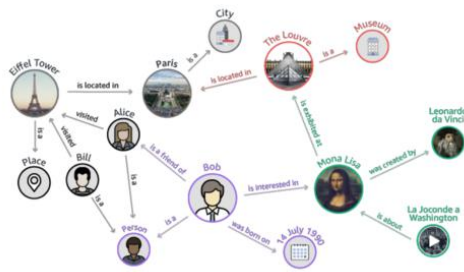 City
is a
Museum
is a
The Louvre
Paris
is located in
Eiffel Tower
is located in
Alice
visited
visited
is a
Place
Bill
is a friend of
Bob
is a
is a
Person
is a
was born on
14 July 1990
is interested in
Mona Lisa
is exhibited at
was created by
Leonardo
da Vinci
is about
La Joconde a
Washington